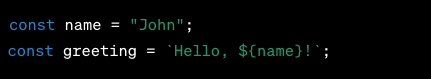 const name = "John";
const greeting = `Hello, ${name}!`;